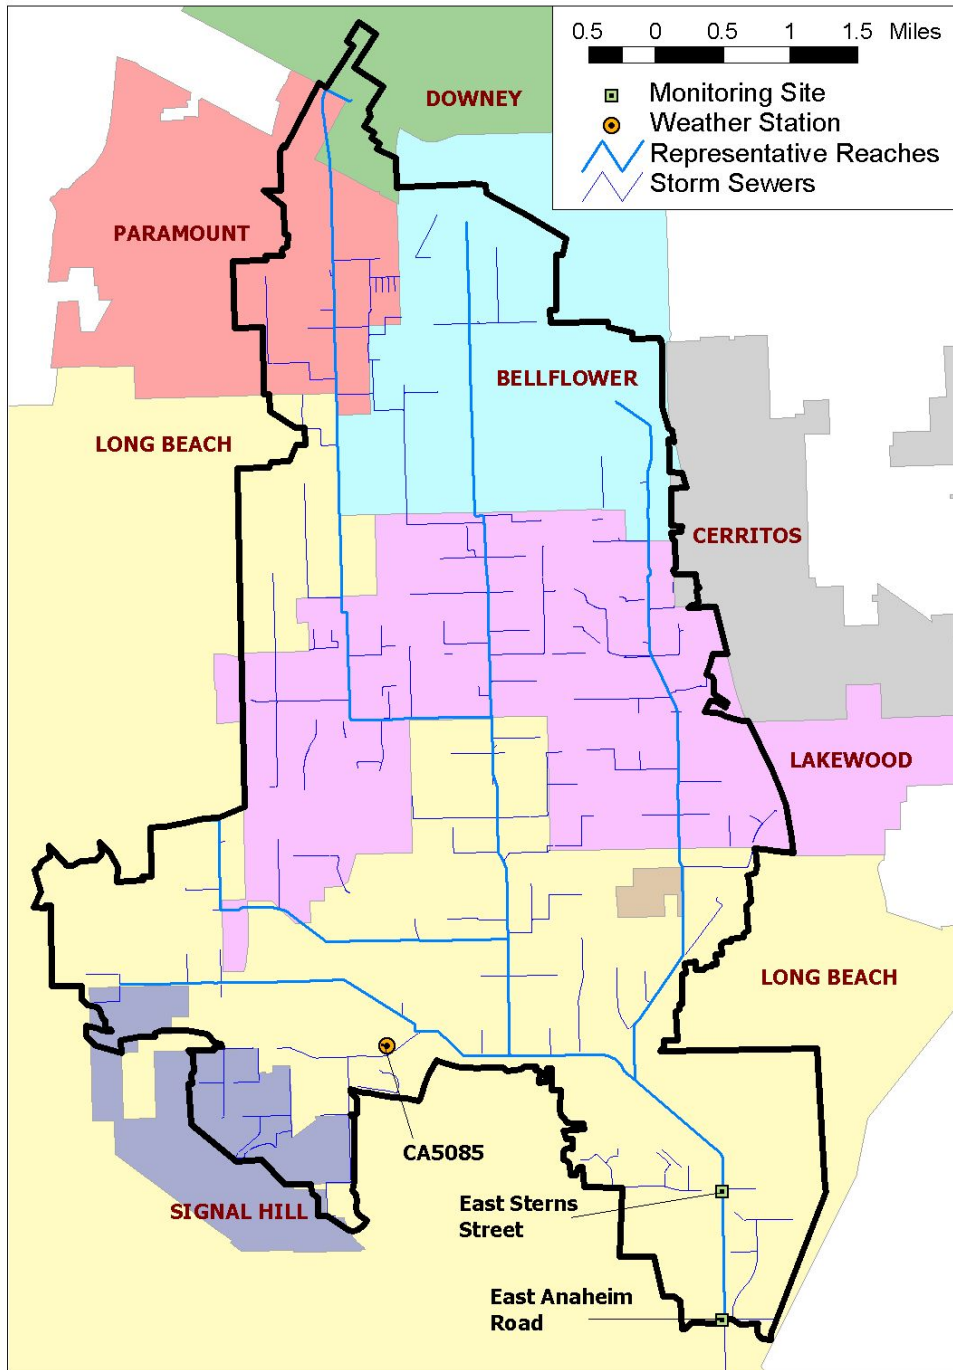 0.5 0 0.5 1 1.5 Miles
Monitoring Site
Weather Station
Representative Reaches
Storm Sewers
DOWNEY
PARAMOUNT
BELLFLOWER
LONG BEACH
CERRITOS
LAKEWOOD
LONG BEACH
CA5085
SIGNAL HILL
East Sterns
Street
East Anaheim
Road